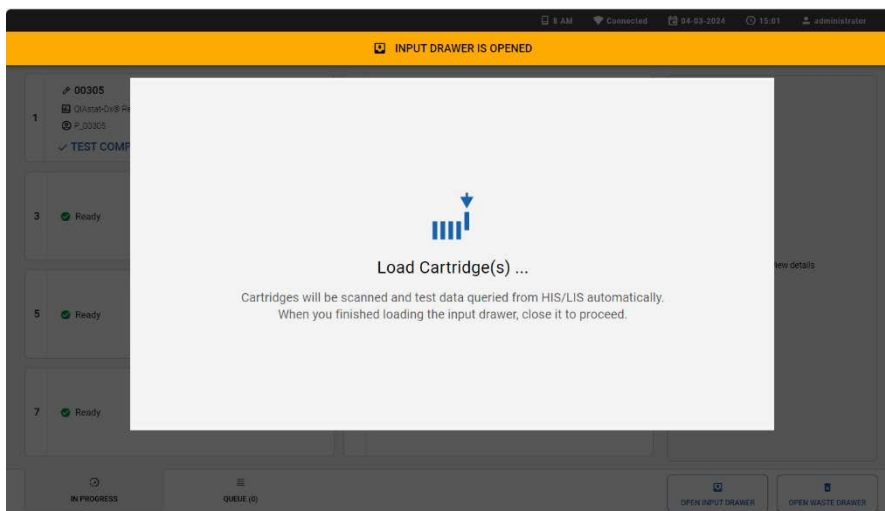 8 AM Connected 04-03-2024 15:01 administrator
INPUT DRAWER IS OPENED
00305
1
P_00305
TEST COMP
Load Cartridge(s) ...
Cartridges will be scanned and test data queried from HIS/LIS automatically.
When you finished loading the input drawer, close it to proceed.
3 Ready
details
5 Ready
7 Ready
IN PROGRESS
QUEUE (0)
OPEN INPUT DRAWER
OPEN WASTE DRAWER